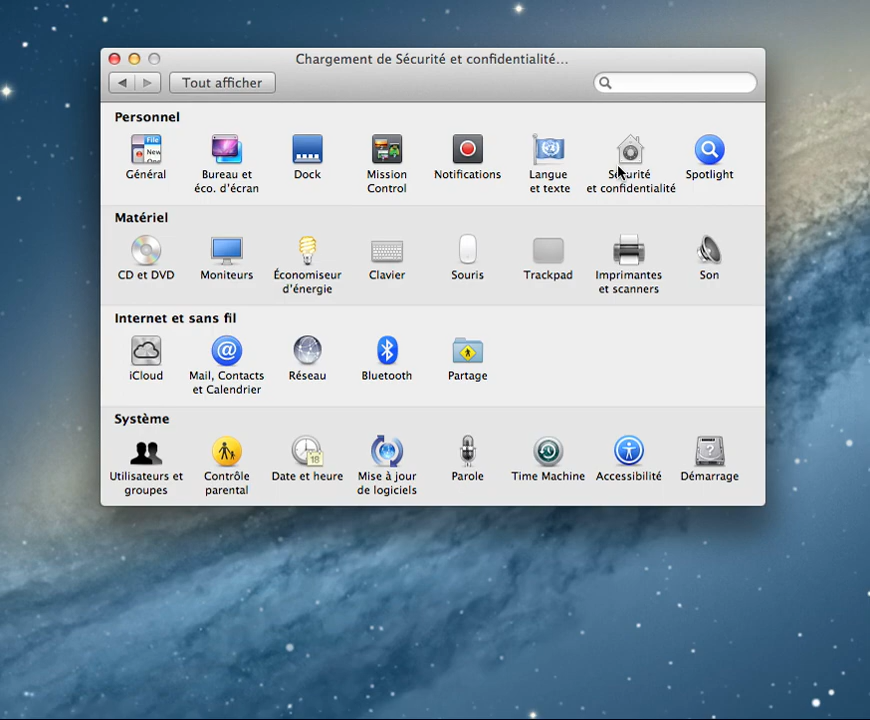 Chargement de Sécurité et confidentialité...
Tout afficher
Personnel
Général
Bureau et
éco. d'écran
Dock
Mission
Control
Notifications
Langue
et texte
Sécurité
et confidentialité
Spotlight
Matériel
CD et DVD
Moniteurs
Économiseur
d'énergie
Clavier
Souris
Trackpad
Imprimantes
et scanners
Son
Internet et sans fil
iCloud
Mail, Contacts
et Calendrier
Réseau
Bluetooth
Partage
Système
Utilisateurs et
groupes
Contrôle
parental
Date et heure
Mise à jour
de logiciels
Parole
Time Machine
Accessibilité
Démarrage